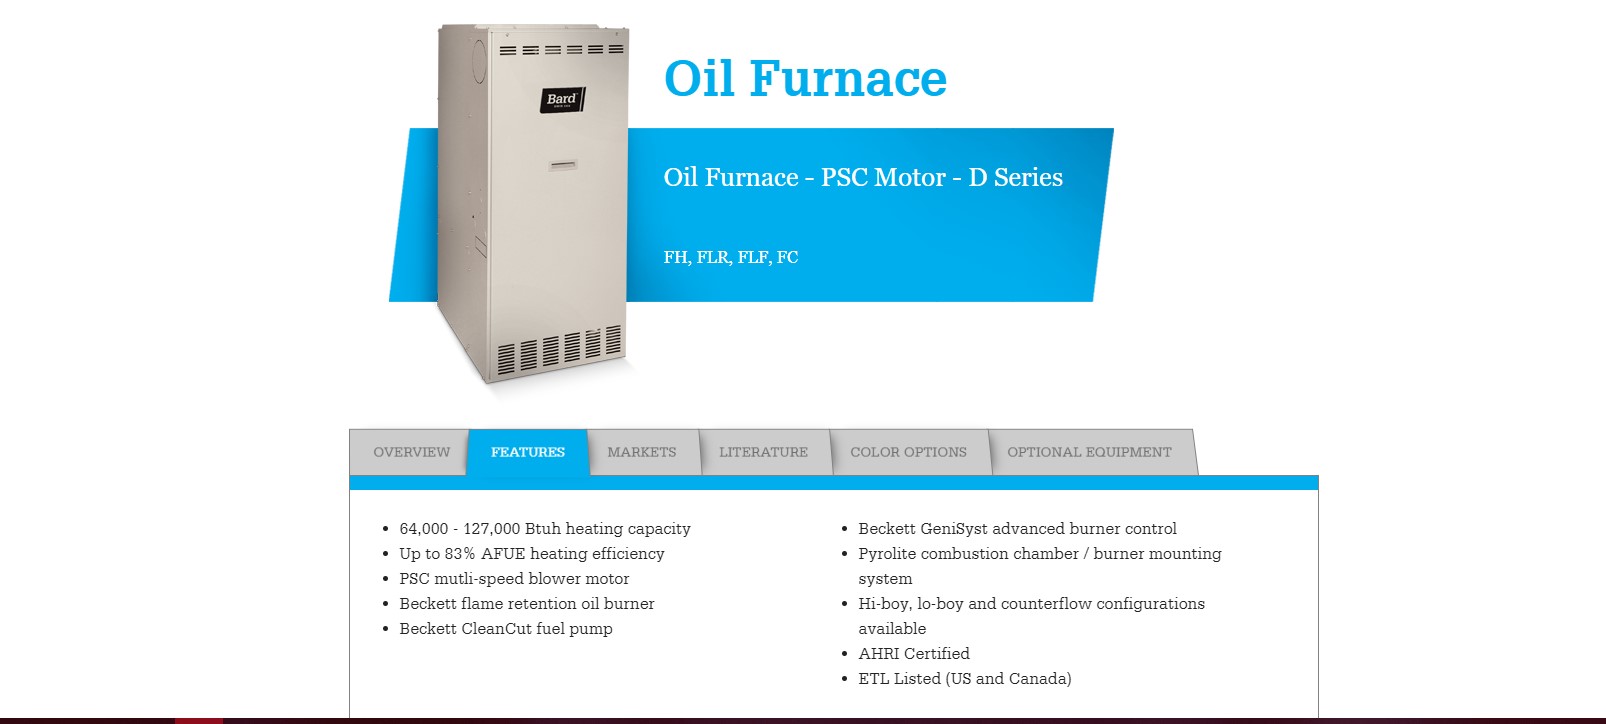 Bard
Oil Furnace
Oil Furnace - PSC Motor - D Series
FH, FLR, FLF, FC
OVERVIEW
FEATURES
MARKETS
LITERATURE
COLOR OPTIONS
OPTIONAL EQUIPMENT
64,000 - 127,000 Btuh heating capacity
Up to 83% AFUE heating efficiency
PSC mutli-speed blower motor
Beckett flame retention oil burner
Beckett CleanCut fuel pump
Beckett GeniSyst advanced burner control
Pyrolite combustion chamber / burner mounting
system
Hi-boy, lo-boy and counterflow configurations
available
AHRI Certified
ETL Listed (US and Canada)